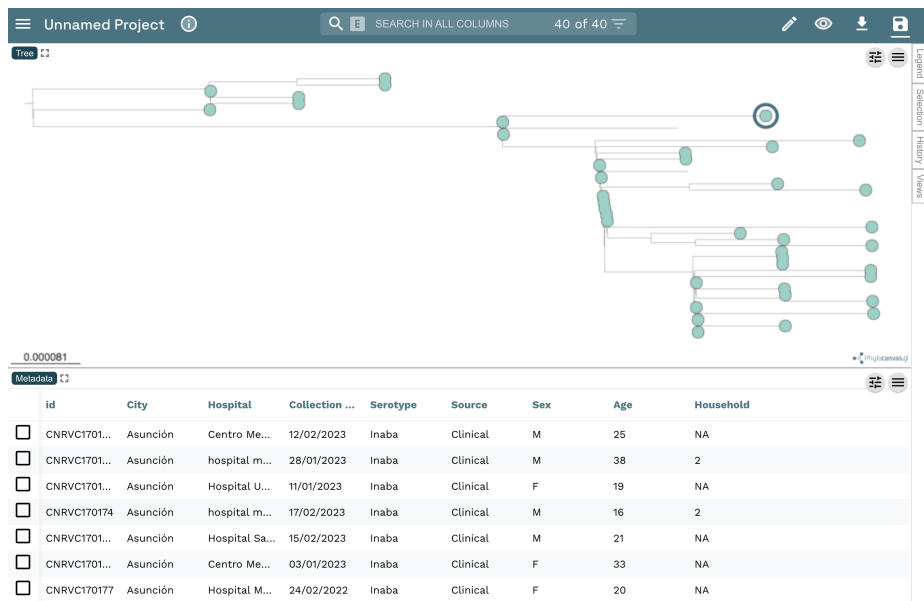 Unnamed Project
E SEARCH IN ALL COLUMNS 40 of 40
Tree
Legend
Selection
History
Views
0.000081
Phylocanvas.gl
Metadata
id City Hospital Collection ... Serotype Source Sex Age Household
CNRVC1701... Asunción Centro Me... 12/02/2023 Inaba Clinical M 25 NA
CNRVC1701... Asunción hospital m... 28/01/2023 Inaba Clinical M 38 2
CNRVC1701... Asunción Hospital U... 11/01/2023 Inaba Clinical F 19 NA
CNRVC170174 Asunción hospital m... 17/02/2023 Inaba Clinical M 16 2
CNRVC1701... Asunción Hospital Sa... 15/02/2023 Inaba Clinical M 21 NA
CNRVC1701... Asunción Centro Me... 03/01/2023 Inaba Clinical F 33 NA
CNRVC170177 Asunción Hospital M... 24/02/2022 Inaba Clinical F 20 NA